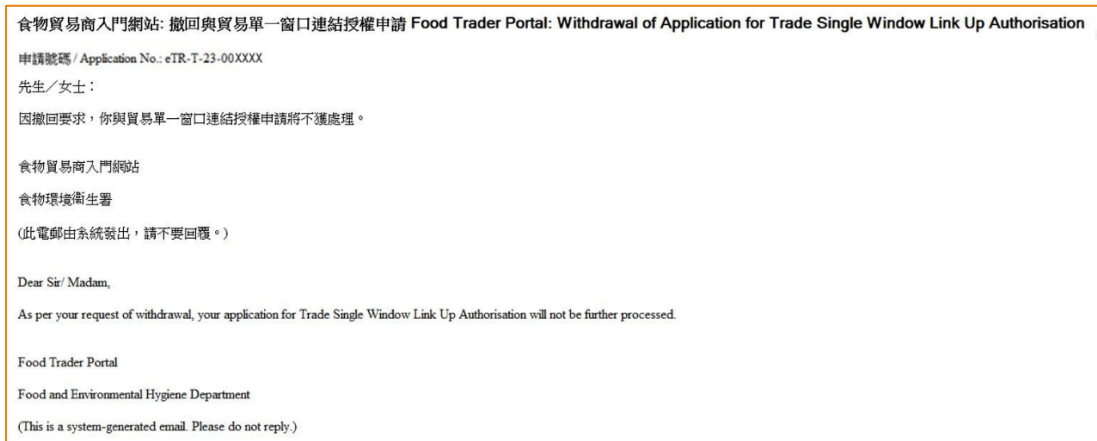 食物貿易商入門網站: 撤回與貿易單一窗口連結授權申請 Food Trader Portal: Withdrawal of Application for Trade Single Window Link Up Authorisation
申請號碼 / Application No.: eTR-T-23-00XXXX
先生／女士：
因撤回要求，你與貿易單一窗口連結授權申請將不獲處理。
食物貿易商入門網站
食物環境衞生署
(此電郵由系統發出，請不要回覆。)
Dear Sir/ Madam,
As per your request of withdrawal, your application for Trade Single Window Link Up Authorisation will not be further processed.
Food Trader Portal
Food and Environmental Hygiene Department
(This is a system-generated email. Please do not reply.)